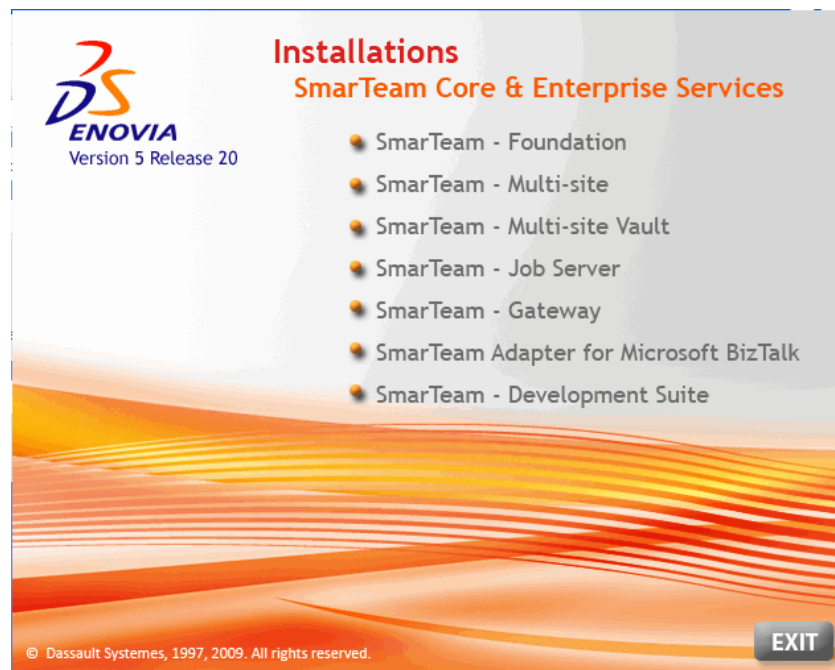 Installations
SmarTeam Core & Enterprise Services
ENOVIA
Version 5 Release 20
SmarTeam - Foundation
SmarTeam - Multi-site
SmarTeam - Multi-site Vault
SmarTeam - Job Server
SmarTeam - Gateway
SmarTeam Adapter for Microsoft BizTalk
SmarTeam - Development Suite
© Dassault Systemes, 1997, 2009. All rights reserved.
EXIT